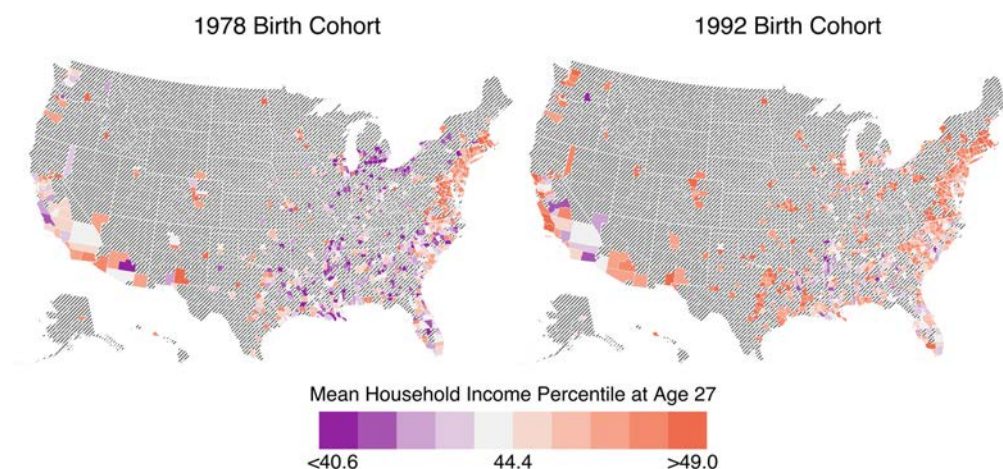 1978 Birth Cohort
1992 Birth Cohort
Mean Household Income Percentile at Age 27
<40.6 44.4 >49.0